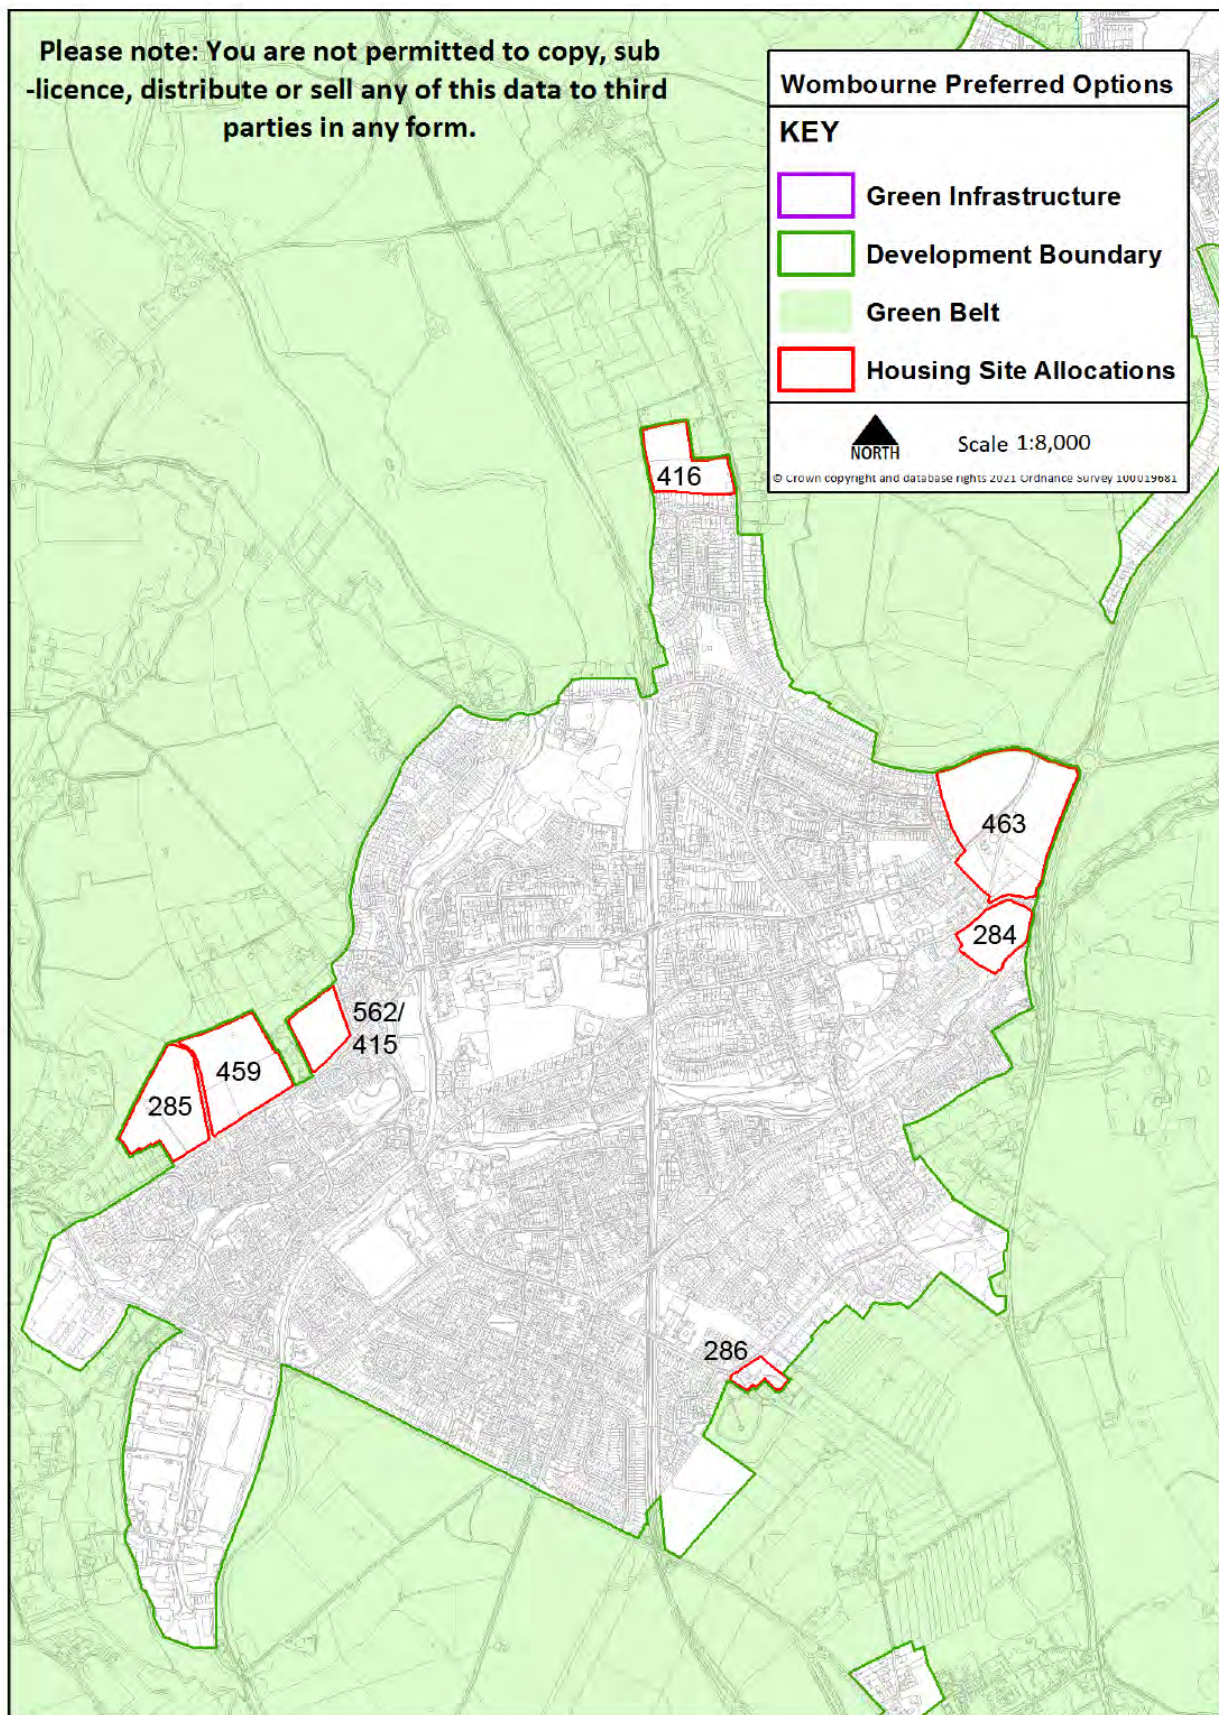 Please note: You are not permitted to copy, sub
-licence, distribute or sell any of this data to third
parties in any form.
Wombourne Preferred Options
KEY
Green Infrastructure
Development Boundary
Green Belt
Housing Site Allocations
NORTH
Scale 1:8,000
© Crown copyright and database rights 2021 Ordnance Survey 100019681
416
463
284
562/
415
459
285
286